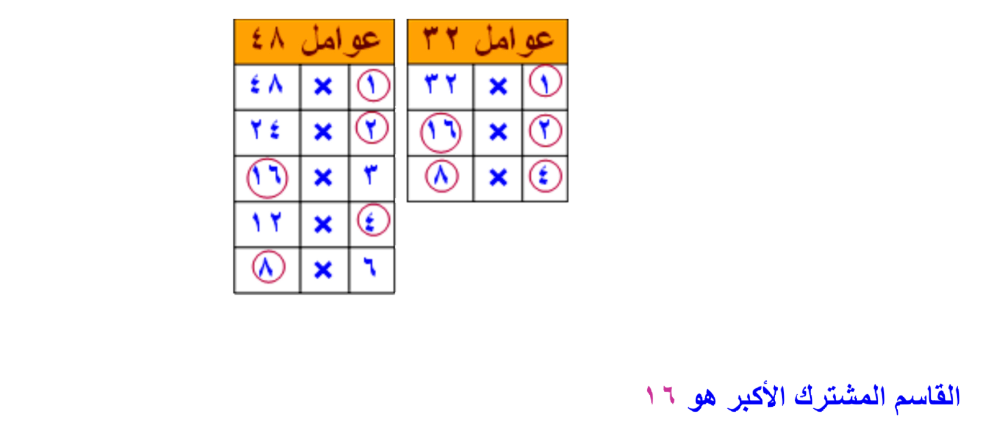 عوامل ٣٢
١ × ٣٢
٢ × ١٦
٤ × ٨
عوامل ٤٨
١ × ٤٨
٢ × ٢٤
٣ × ١٦
٤ × ١٢
٦ × ٨
القاسم المشترك الأكبر هو ١٦